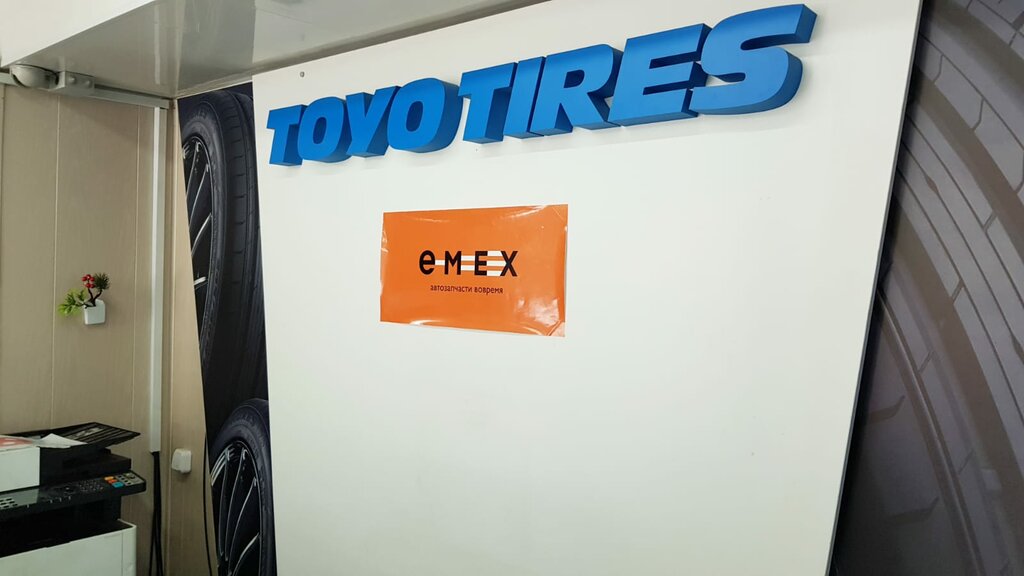 TOYO TIRES
emex
автозапчасти вовремя